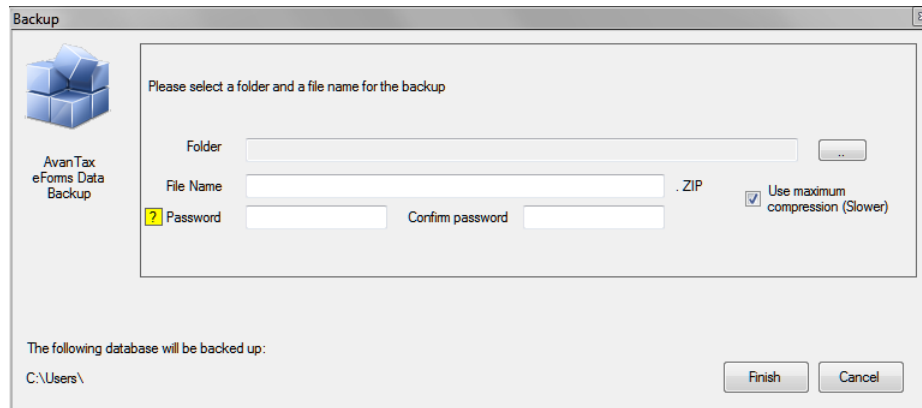 Backup
Please select a folder and a file name for the backup
AvanTax
eForms Data
Backup
Folder
..
File Name
. ZIP
Use maximum
compression (Slower)
? Password
Confirm password
The following database will be backed up:
C:\Users\
Finish
Cancel